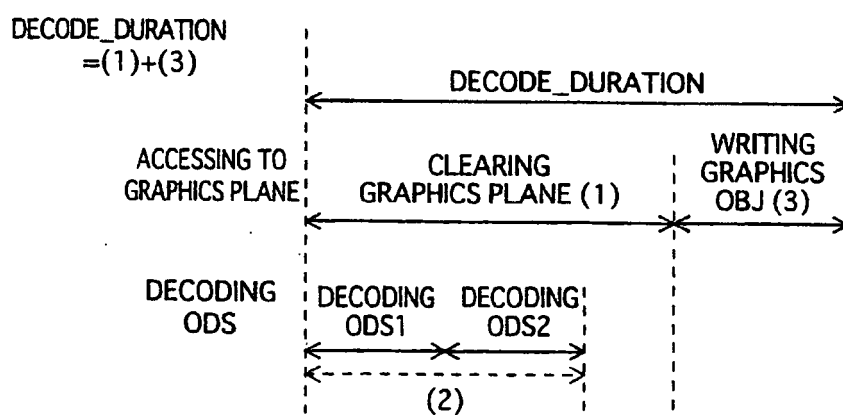 DECODE_DURATION
=(1)+(3)
DECODE_DURATION
ACCESSING TO
GRAPHICS PLANE
CLEARING
GRAPHICS PLANE (1)
WRITING
GRAPHICS
OBJ (3)
DECODING
ODS
DECODING
ODS1
DECODING
ODS2
(2)